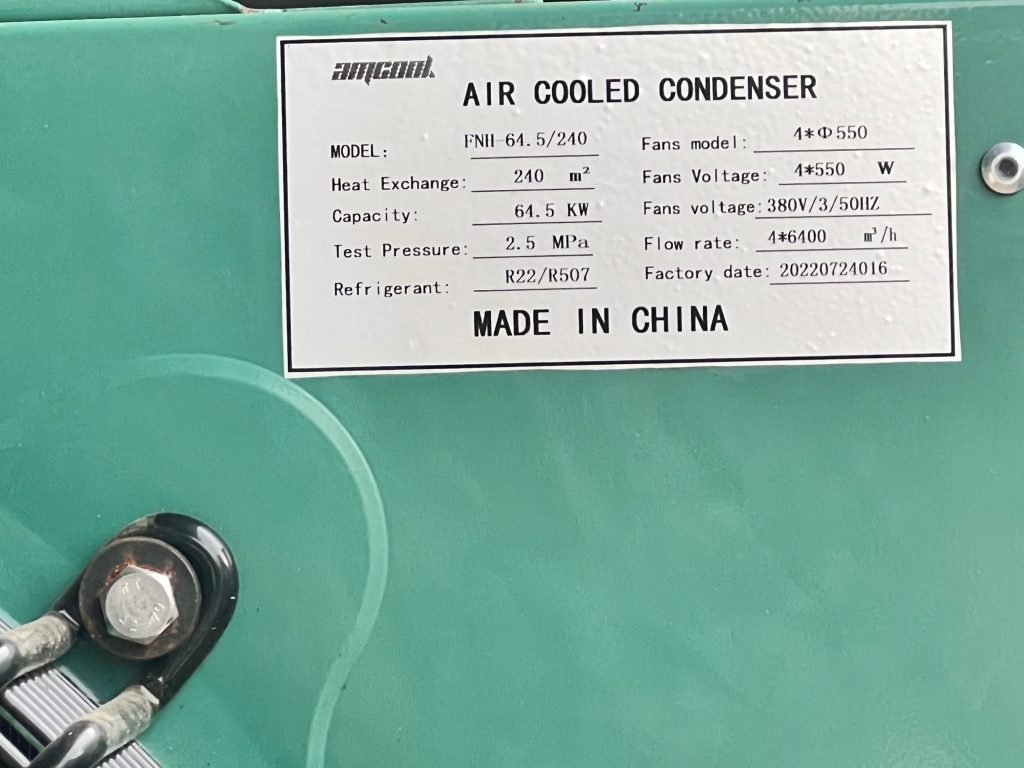 amcool
AIR COOLED CONDENSER
MODEL: FNH-64.5/240
Heat Exchange: 240 m²
Capacity: 64.5 KW
Test Pressure: 2.5 MPa
Refrigerant: R22/R507
Fans model: 4*Φ550
Fans Voltage: 4*550 W
Fans voltage: 380V/3/50HZ
Flow rate: 4*6400 m³/h
Factory date: 20220724016
MADE IN CHINA